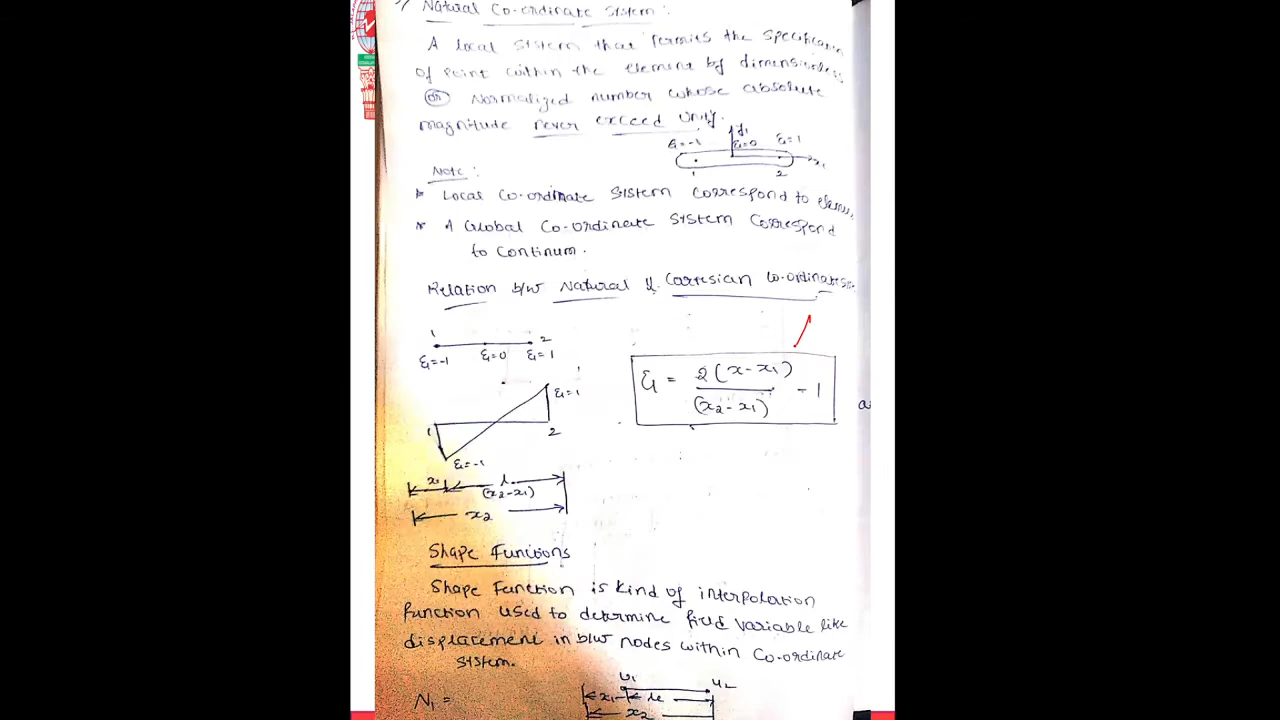 Natural Co-ordinate System:
A local System that Permits the Specification
of Point within the element by dimensionless
(or) Normalized number whose absolute
magnitude never exceed Unity.
y1
ξ=-1 ξ=0 ξ=1
x1
1 2
Note:
* Local Co-ordinate System Correspond to
* A Global Co-ordinate System Correspond
to Continum.
Relation b/w Natural & Cartesian Co-ordinates:
1 2
ξ=-1 ξ=0 ξ=1
ξ = 2(x-x1)/(x2-x1) - 1
ξ=1
1 2
ξ=-1
x1 l
(x2-x1)
x2
Shape Functions
Shape Function is kind of interpolation
function used to determine field variable like
displacement in b/w nodes within Co-ordinate
System.
U1 U2
N1 =
x1 le
x2